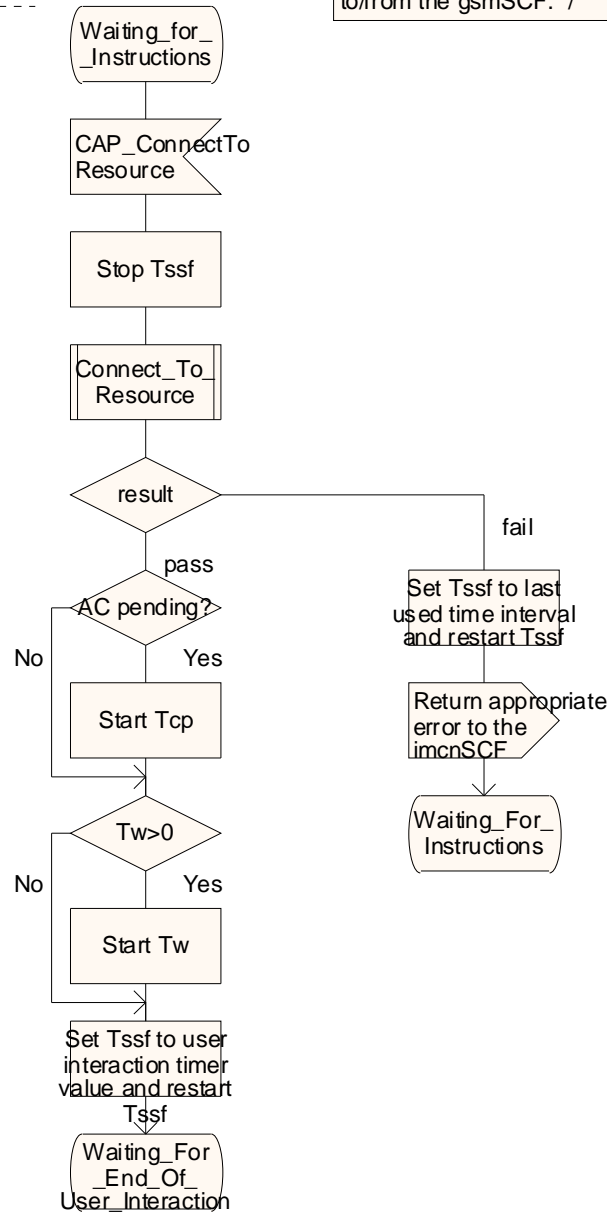 to/from the gsmSCF. */
Waiting_for_
_Instructions
CAP_ConnectTo
Resource
Stop Tssf
Connect_To_
Resource
result
fail
pass
Set Tssf to last
used time interval
and restart Tssf
AC pending?
No
Yes
Return appropriate
error to the
imcnSCF
Start Tcp
Waiting_For_
Instructions
Tw>0
No
Yes
Start Tw
Set Tssf to user
interaction timer
value and restart
Tssf
Waiting_For
_End_Of_
User_Interaction